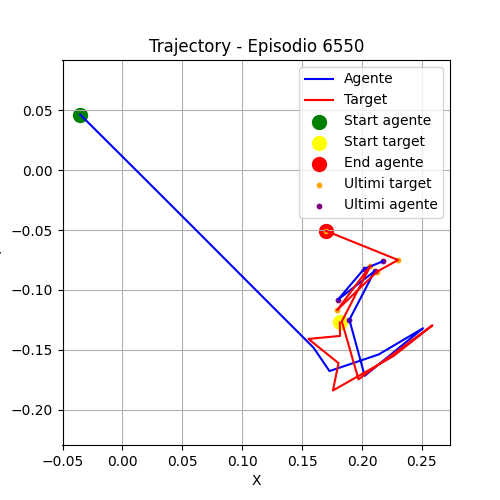 Trajectory - Episodio 6550
Agente
Target
Start agente
Start target
End agente
Ultimi target
Ultimi agente
0.05
0.00
−0.05
−0.10
−0.15
−0.20
−0.05
0.00
0.05
0.10
0.15
0.20
0.25
X